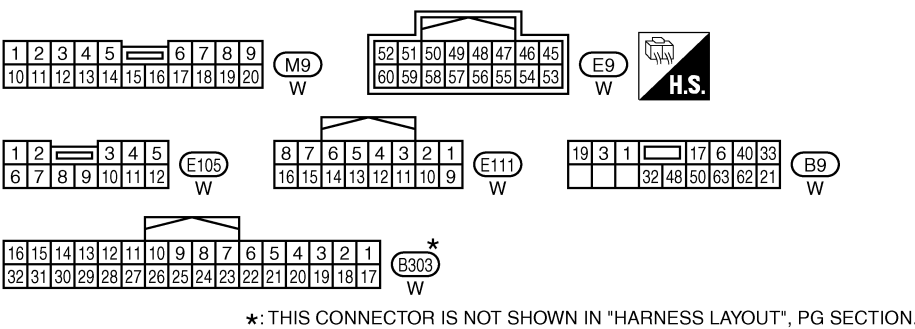 1 2 3 4 5 6 7 8 9
10 11 12 13 14 15 16 17 18 19 20
M9
W
52 51 50 49 48 47 46 45
60 59 58 57 56 55 54 53
E9
W
H.S.
1 2 3 4 5
6 7 8 9 10 11 12
E105
W
8 7 6 5 4 3 2 1
16 15 14 13 12 11 10 9
E111
W
19 3 1 17 6 40 33
32 48 50 63 62 21
B9
W
16 15 14 13 12 11 10 9 8 7 6 5 4 3 2 1
32 31 30 29 28 27 26 25 24 23 22 21 20 19 18 17
*
B303
W
*: THIS CONNECTOR IS NOT SHOWN IN "HARNESS LAYOUT", PG SECTION.